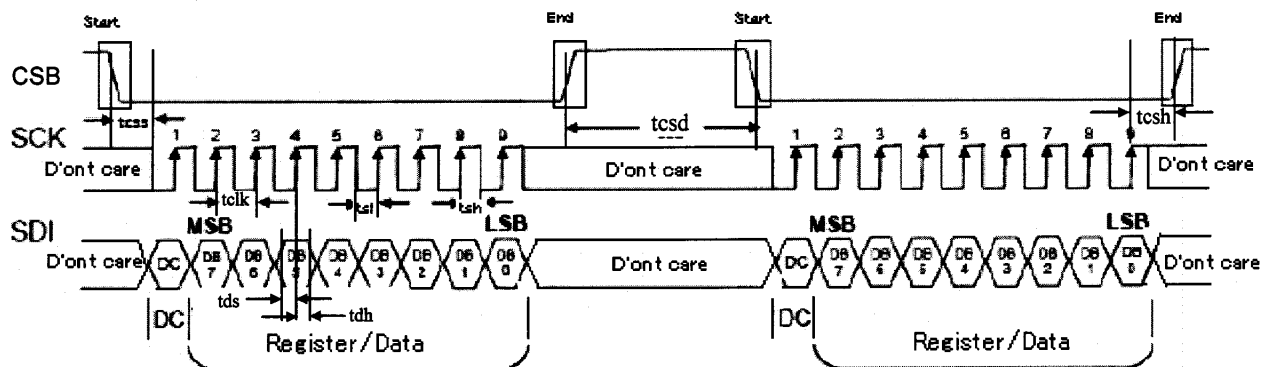 Start End Start End
CSB
tcss tcsd tcsh
SCK 1 2 3 4 5 6 7 8 9 1 2 3 4 5 6 7 8 9
D'ont care D'ont care D'ont care
tclk tsl tsh
MSB LSB MSB LSB
SDI
D'ont care DC DB 7 DB 6 DB 5 DB 4 DB 3 DB 2 DB 1 DB 0 D'ont care DC DB 7 DB 6 DB 5 DB 4 DB 3 DB 2 DB 1 DB 0 D'ont care
tds tdh
DC DC
Register/Data Register/Data